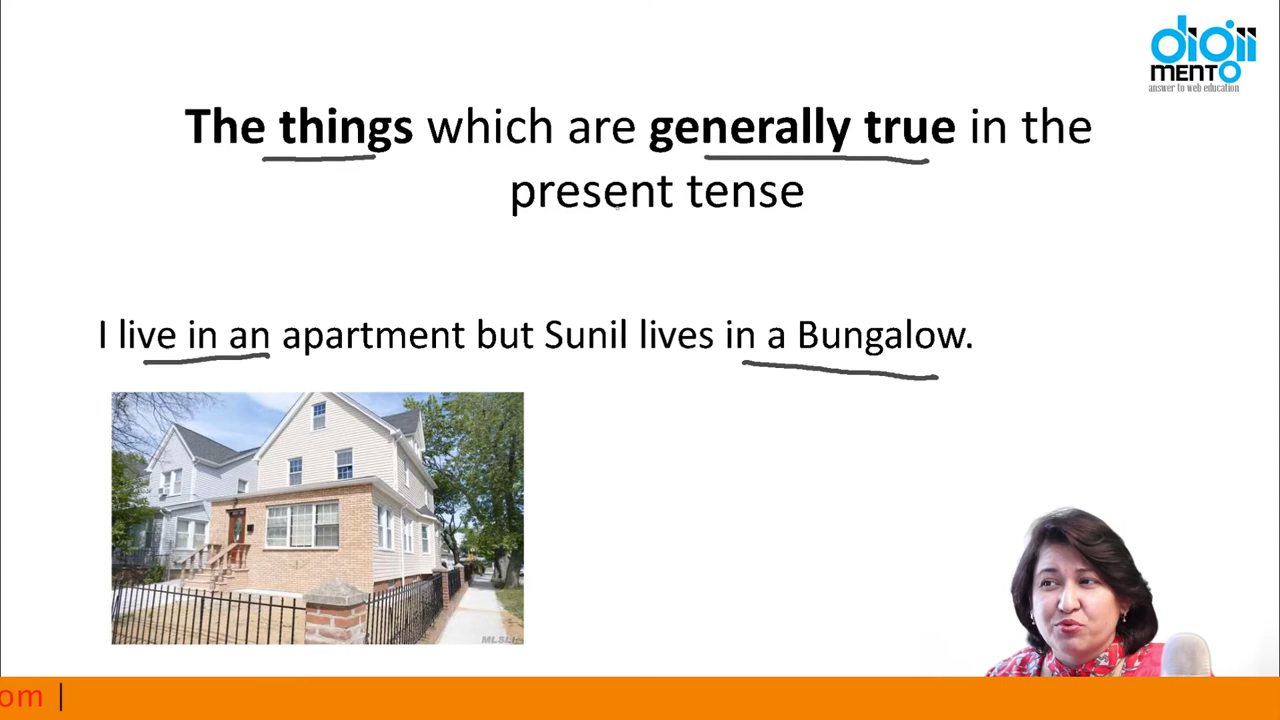 digii
MENTO
answer to web education
The things which are generally true in the
present tense
I live in an apartment but Sunil lives in a Bungalow.
om |